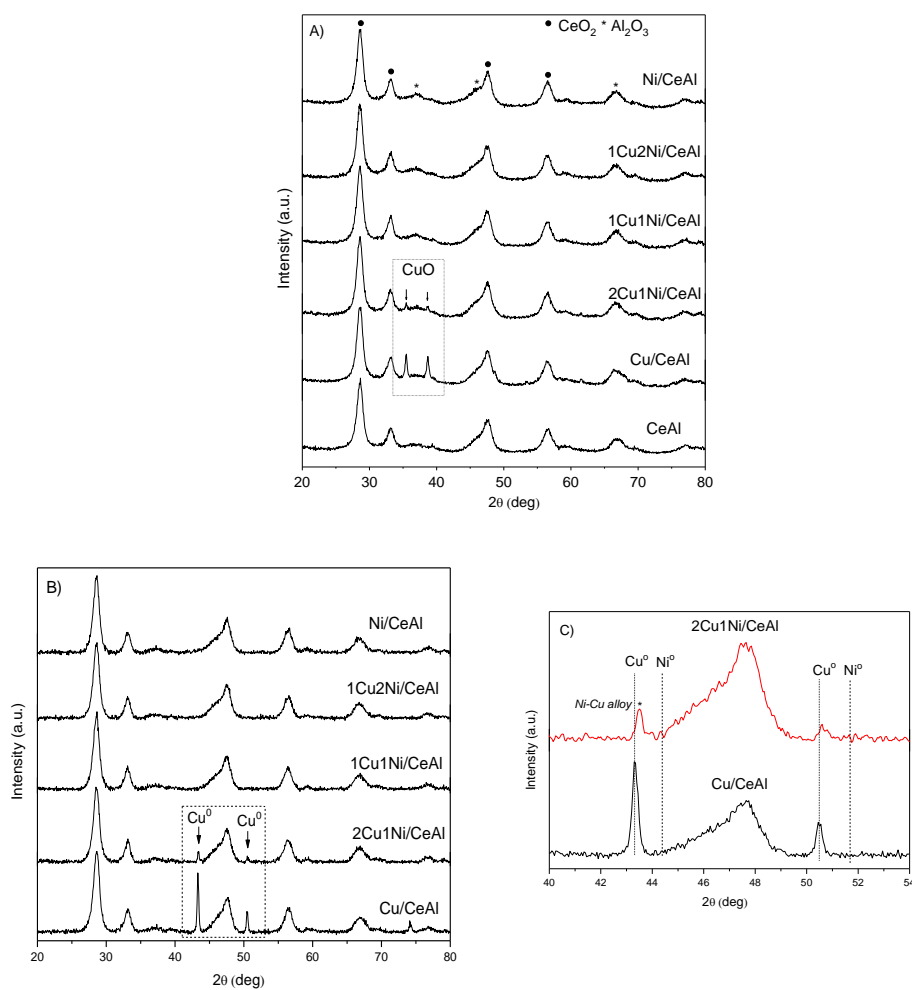 A)
● CeO2 * Al2O3
Ni/CeAl
1Cu2Ni/CeAl
1Cu1Ni/CeAl
CuO
2Cu1Ni/CeAl
Cu/CeAl
CeAl
Intensity (a.u.)
20 30 40 50 60 70 80
2θ (deg)
B)
Ni/CeAl
1Cu2Ni/CeAl
1Cu1Ni/CeAl
Cu0 Cu0
2Cu1Ni/CeAl
Cu/CeAl
Intensity (a.u.)
20 30 40 50 60 70 80
2θ (deg)
C)
2Cu1Ni/CeAl
Cuo Nio Cuo Nio
Ni-Cu alloy *
Cu/CeAl
Intensity (a.u.)
40 42 44 46 48 50 52 54
2θ (deg)